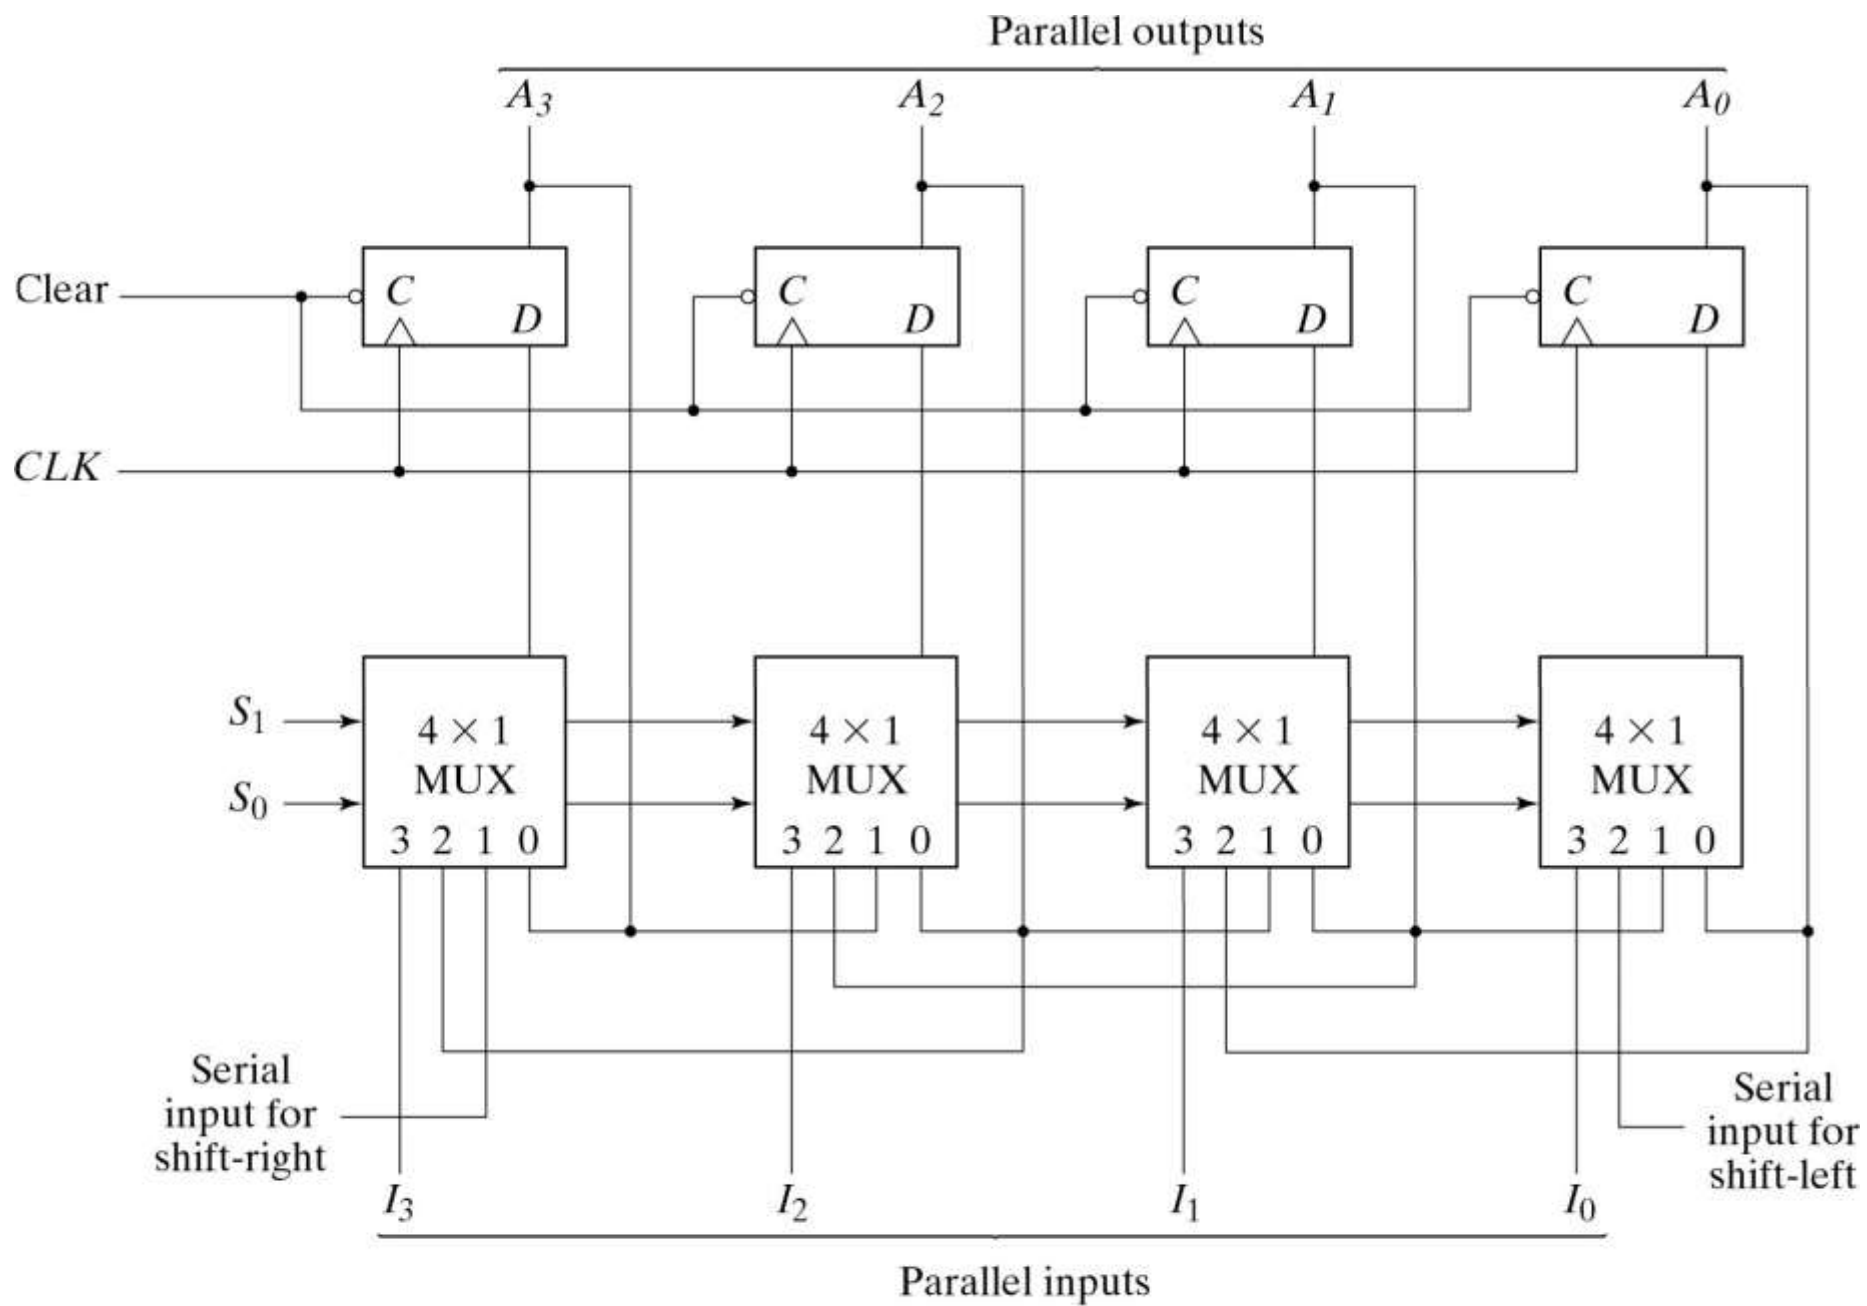 Parallel outputs
A3 A2 A1 A0
Clear
C D C D C D C D
CLK
S1
S0
4 × 1 MUX
3 2 1 0
4 × 1 MUX
3 2 1 0
4 × 1 MUX
3 2 1 0
4 × 1 MUX
3 2 1 0
Serial
input for
shift-right
Serial
input for
shift-left
I3 I2 I1 I0
Parallel inputs